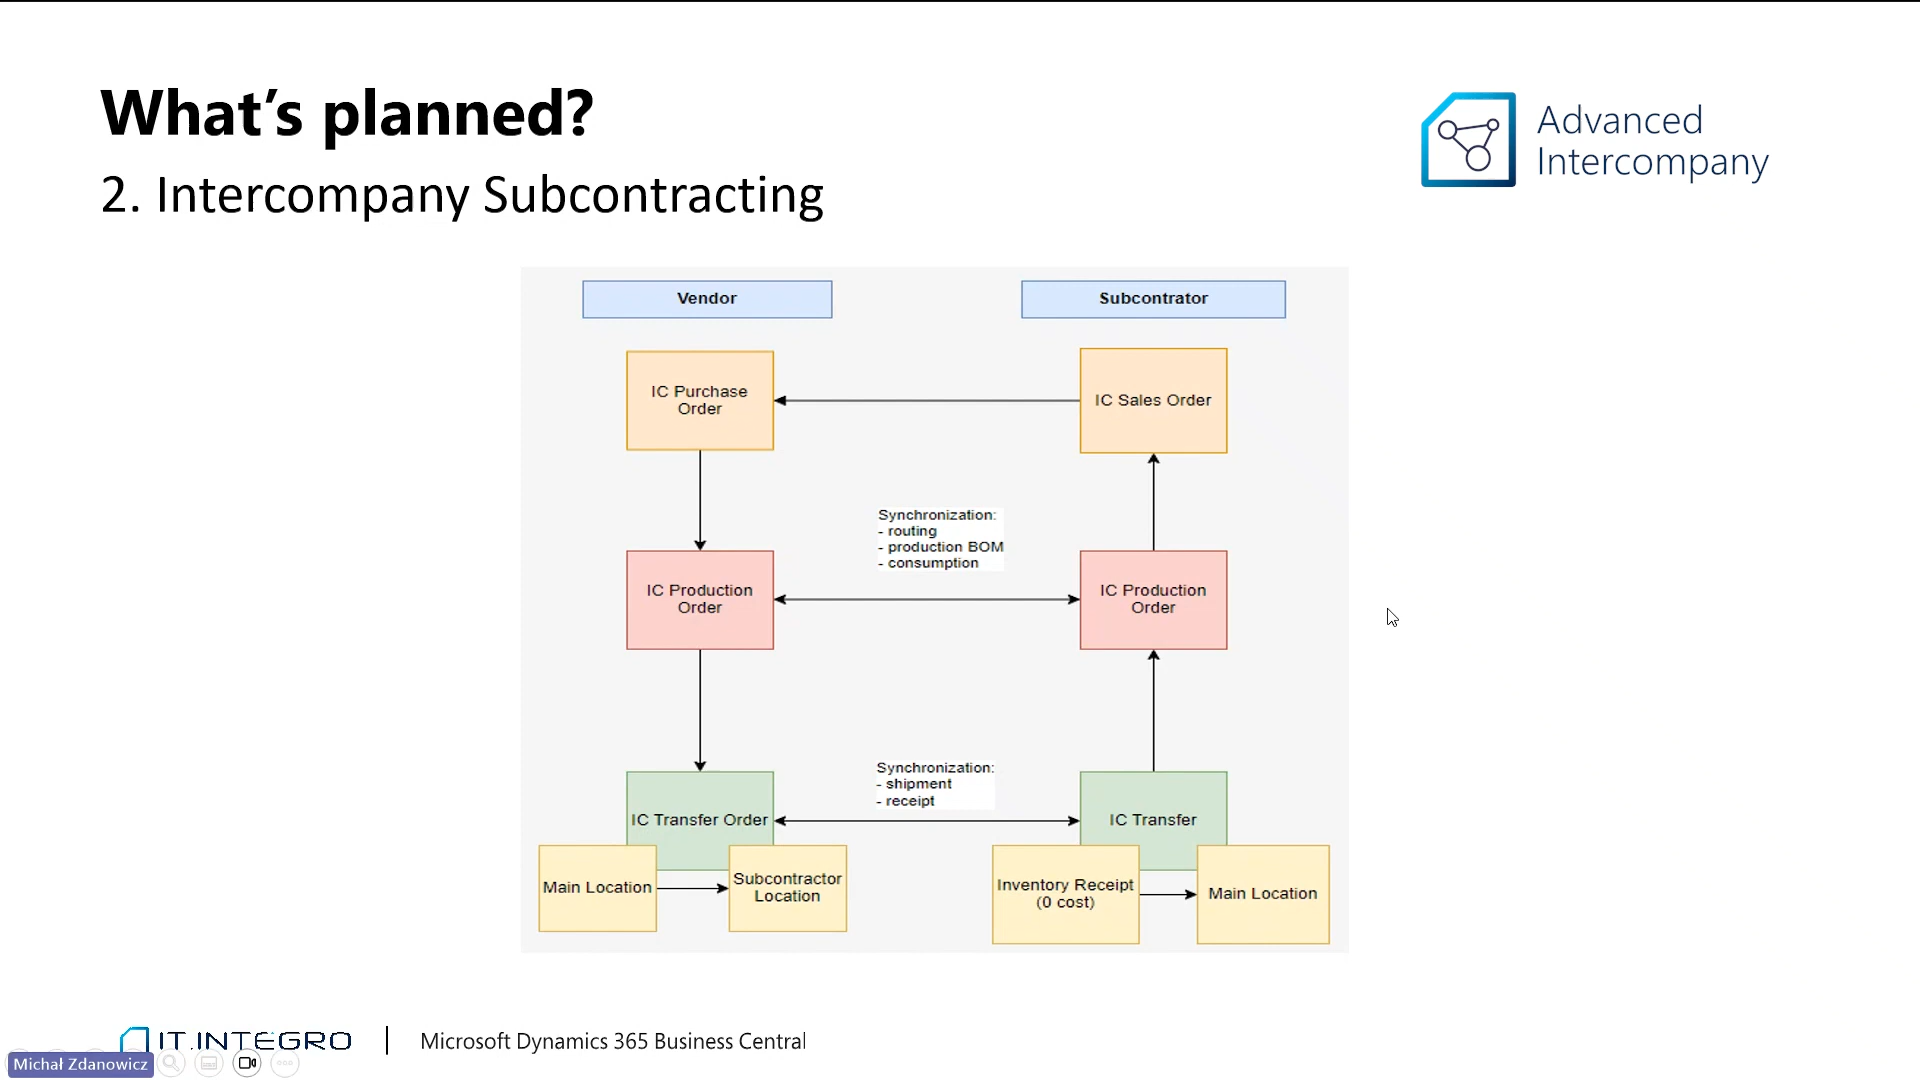 What's planned?
2. Intercompany Subcontracting
Advanced
Intercompany
Vendor
Subcontrator
IC Purchase
Order
IC Sales Order
Synchronization:
- routing
- production BOM
- consumption
IC Production
Order
IC Production
Order
Synchronization:
- shipment
- receipt
IC Transfer Order
IC Transfer
Main Location
Subcontractor
Location
Inventory Receipt
(0 cost)
Main Location
IT.INTEGRO
Microsoft Dynamics 365 Business Central
Michał Zdanowicz